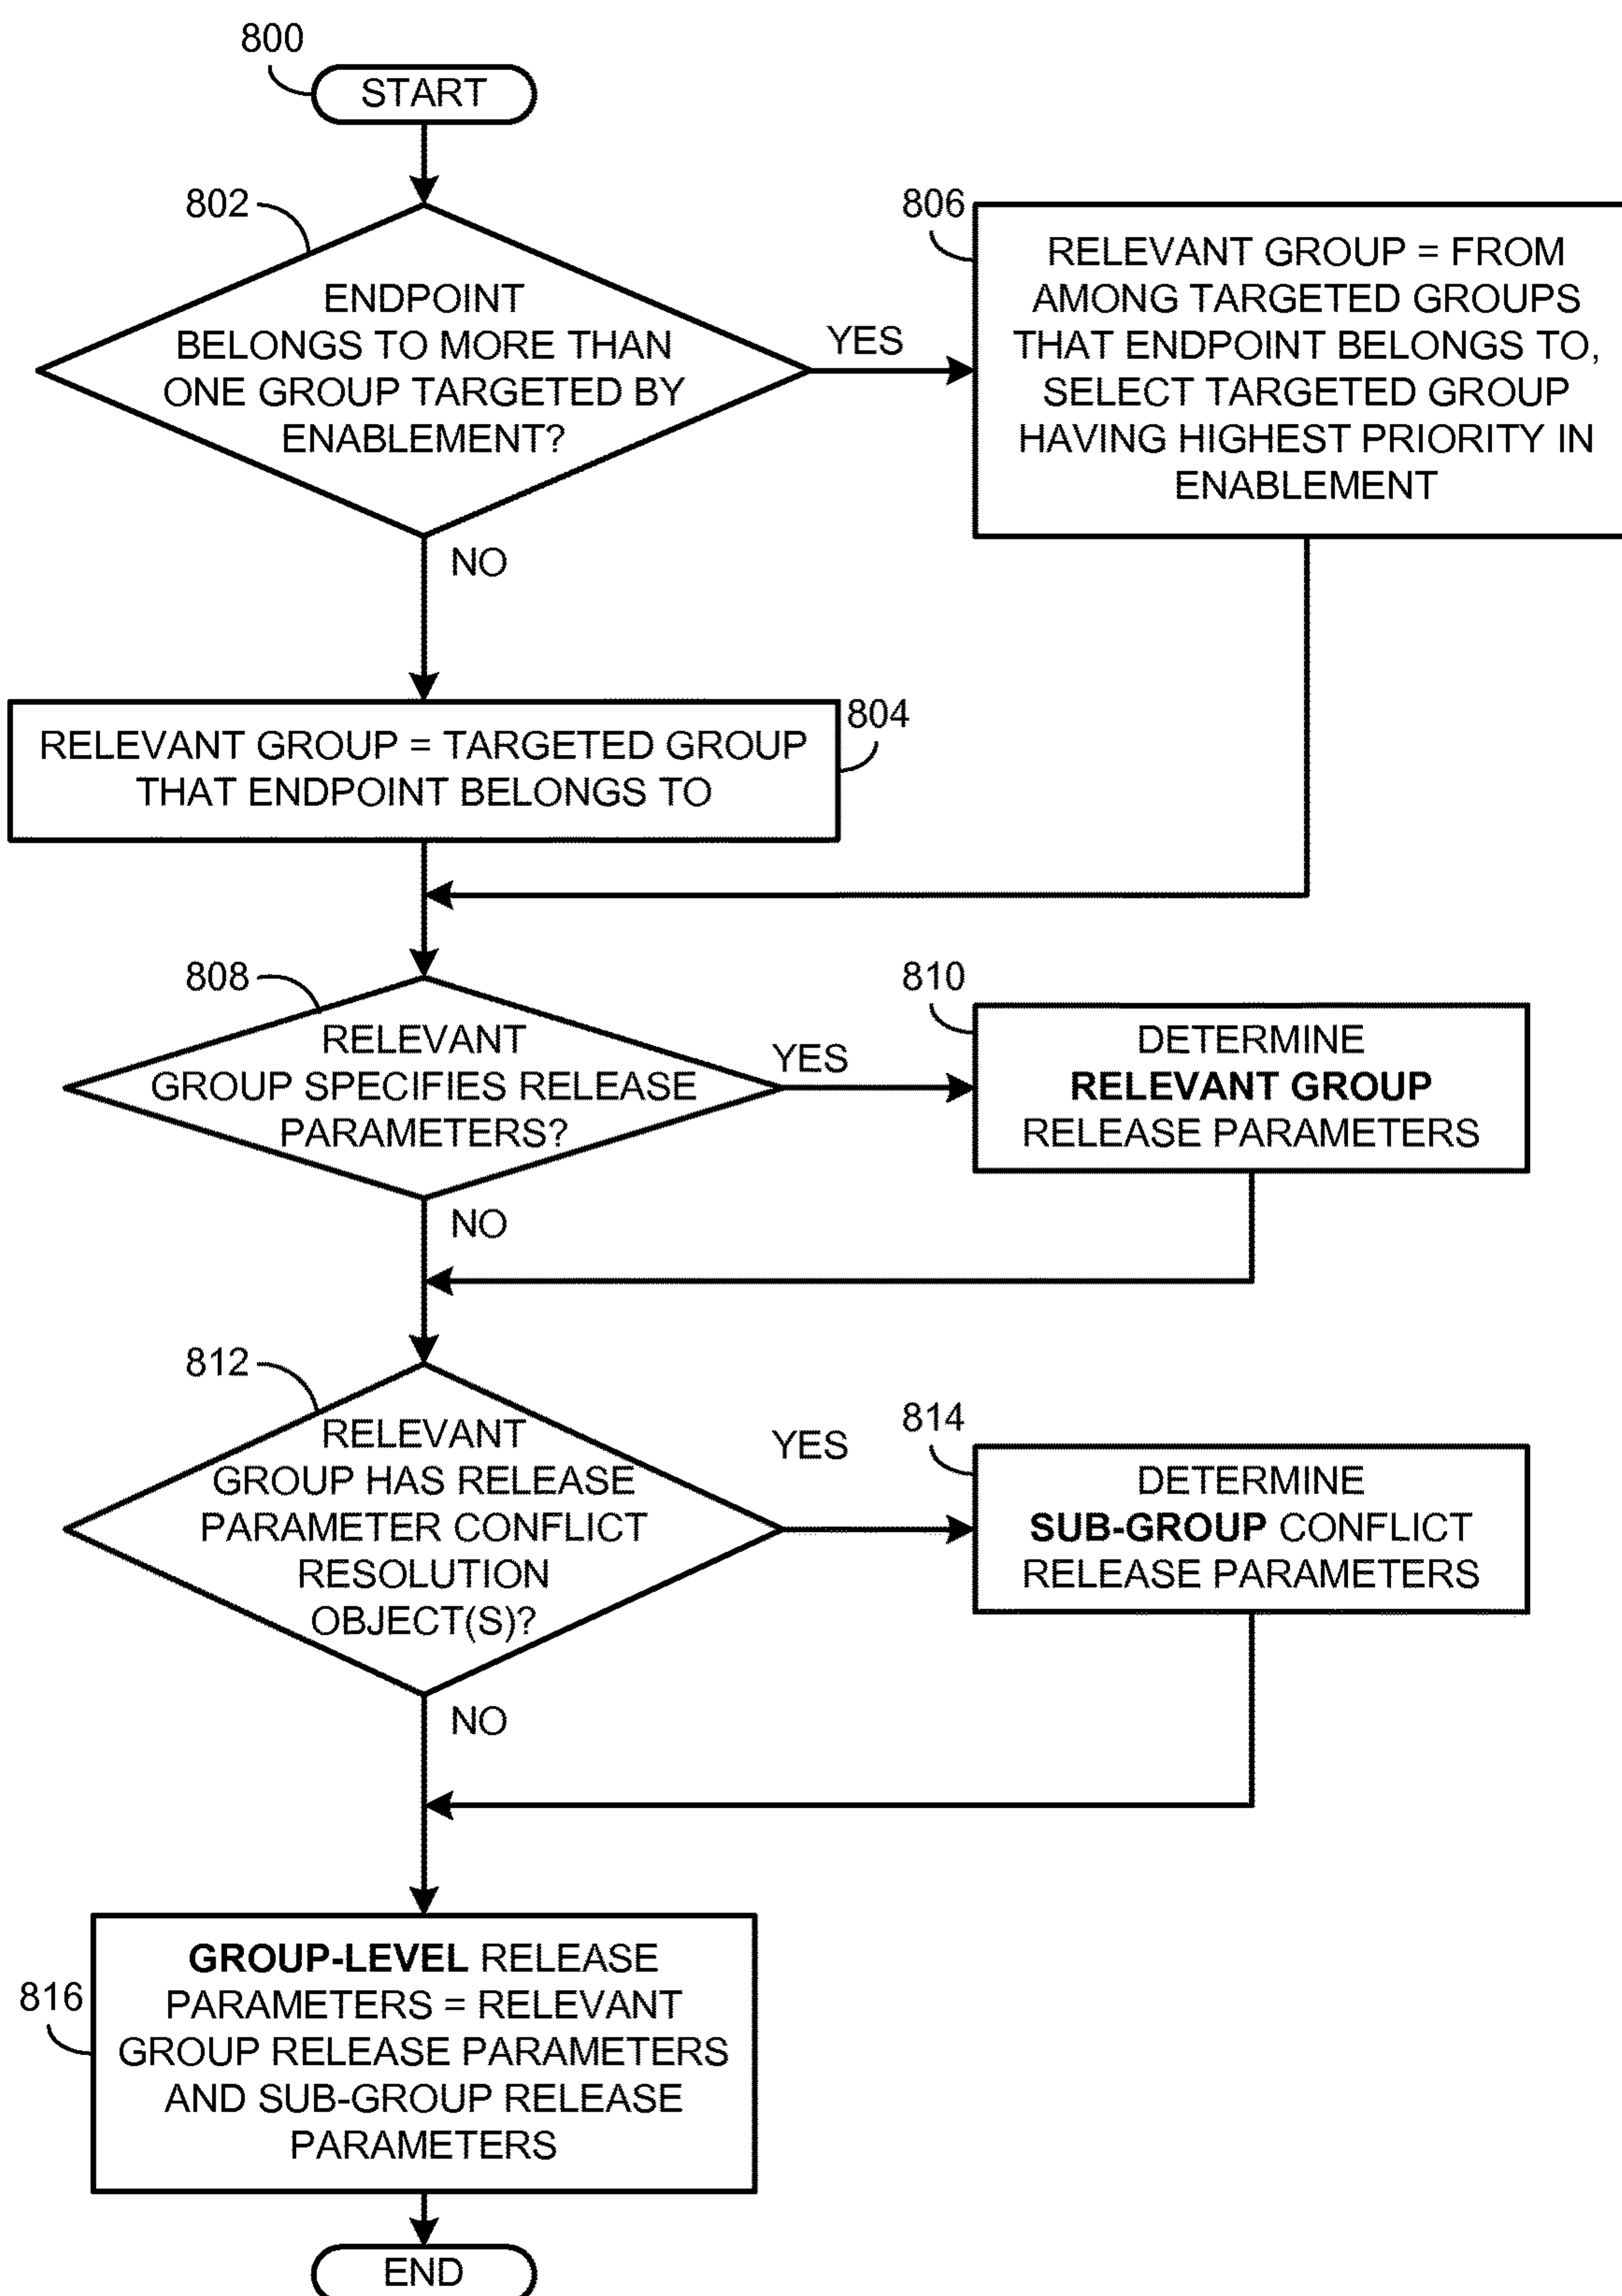 800
START
802
ENDPOINT
BELONGS TO MORE THAN
ONE GROUP TARGETED BY
ENABLEMENT?
YES
806
RELEVANT GROUP = FROM
AMONG TARGETED GROUPS
THAT ENDPOINT BELONGS TO,
SELECT TARGETED GROUP
HAVING HIGHEST PRIORITY IN
ENABLEMENT
NO
804
RELEVANT GROUP = TARGETED GROUP
THAT ENDPOINT BELONGS TO
808
RELEVANT
GROUP SPECIFIES RELEASE
PARAMETERS?
YES
810
DETERMINE
RELEVANT GROUP
RELEASE PARAMETERS
NO
812
RELEVANT
GROUP HAS RELEASE
PARAMETER CONFLICT
RESOLUTION
OBJECT(S)?
YES
814
DETERMINE
SUB-GROUP CONFLICT
RELEASE PARAMETERS
NO
816
GROUP-LEVEL RELEASE
PARAMETERS = RELEVANT
GROUP RELEASE PARAMETERS
AND SUB-GROUP RELEASE
PARAMETERS
END